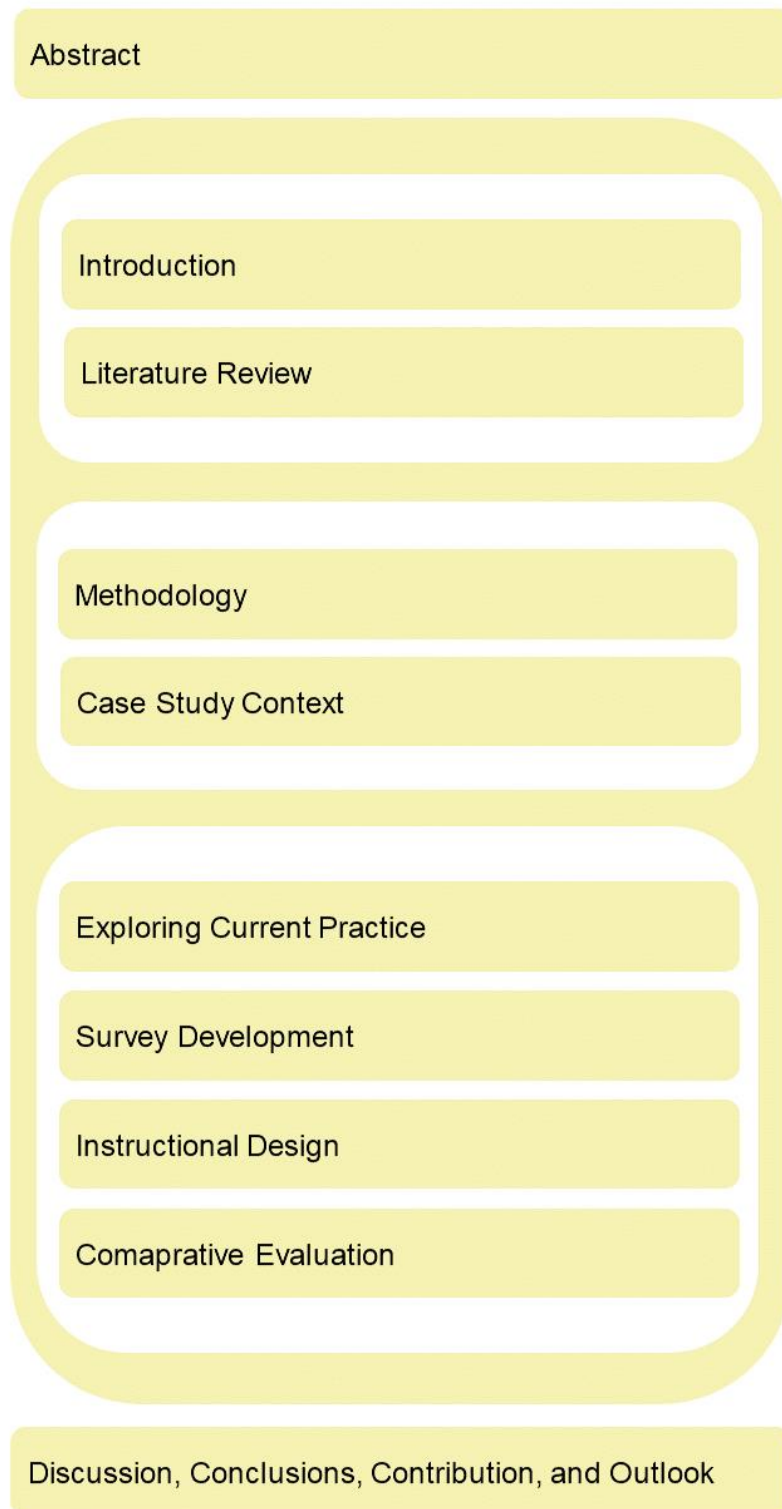 Abstract
Introduction
Literature Review
Methodology
Case Study Context
Exploring Current Practice
Survey Development
Instructional Design
Comaprative Evaluation
Discussion, Conclusions, Contribution, and Outlook